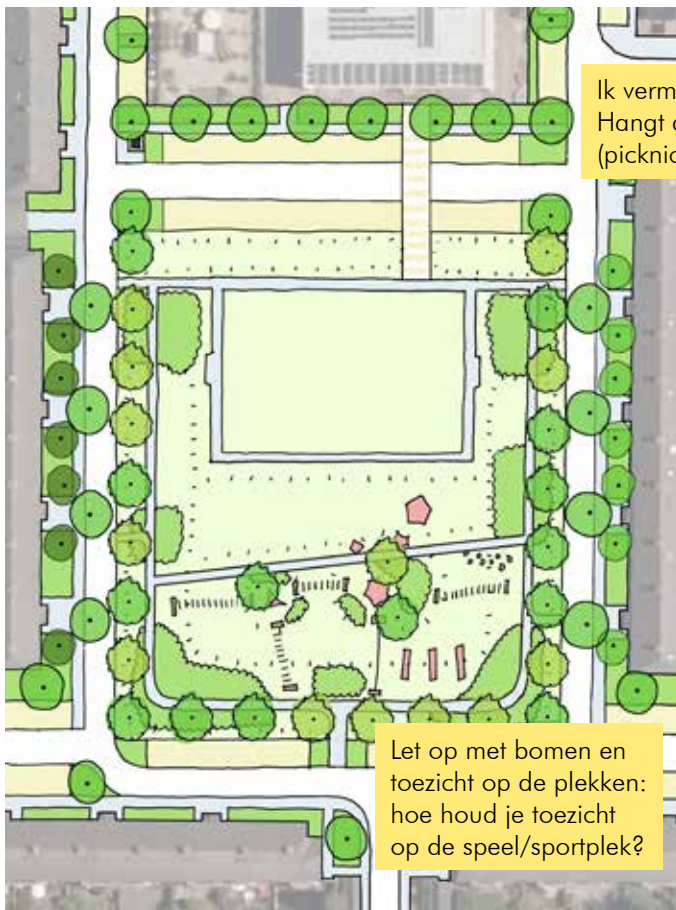 Ik verm
Hangt
(picknic
Let op met bomen en
toezicht op de plekken:
hoe houd je toezicht
op de speel/sportplek?